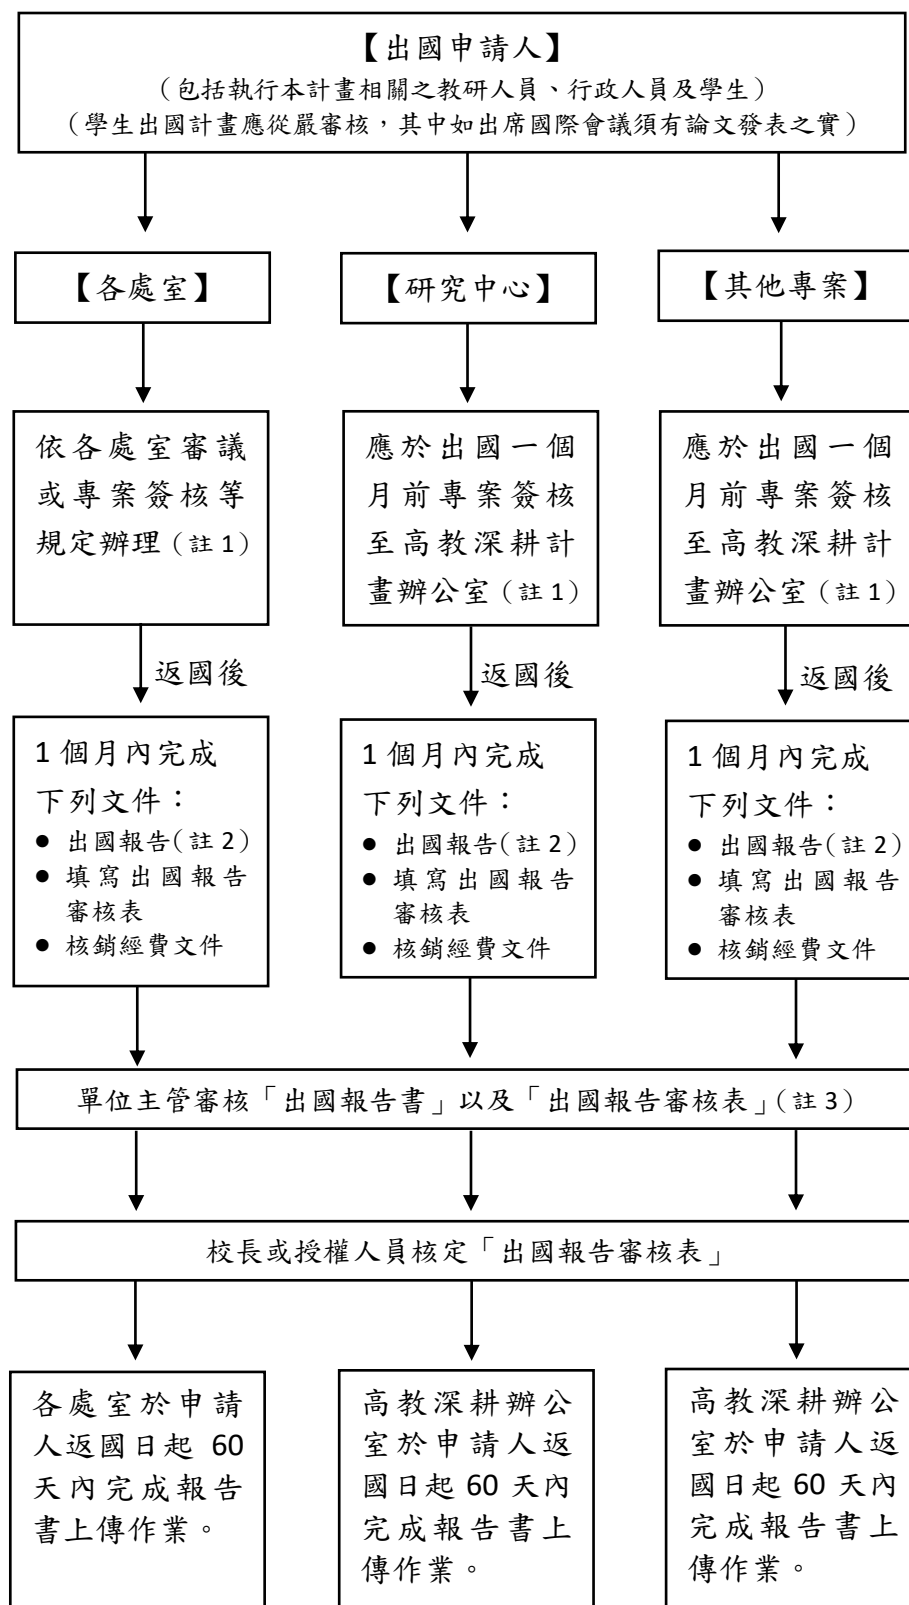 【出國申請人】
（包括執行本計畫相關之教研人員、行政人員及學生）
（學生出國計畫應從嚴審核，其中如出席國際會議須有論文發表之實）
【各處室】
【研究中心】
【其他專案】
依各處室審議
或專案簽核等
規定辦理（註 1）
應於出國一個
月前專案簽核
至高教深耕計
畫辦公室（註 1）
應於出國一個
月前專案簽核
至高教深耕計
畫辦公室（註 1）
返國後
返國後
返國後
1 個月內完成
下列文件：
● 出國報告(註 2)
● 填寫出國報告
審核表
● 核銷經費文件
1 個月內完成
下列文件：
● 出國報告(註 2)
● 填寫出國報告
審核表
● 核銷經費文件
1 個月內完成
下列文件：
● 出國報告(註 2)
● 填寫出國報告
審核表
● 核銷經費文件
單位主管審核「出國報告書」以及「出國報告審核表」（註 3）
校長或授權人員核定「出國報告審核表」
各處室於申請
人返國日起 60
天內完成報告
書上傳作業。
高教深耕辦公
室於申請人返
國日起 60 天內
完成報告書上
傳作業。
高教深耕辦公
室於申請人返
國日起 60 天內
完成報告書上
傳作業。